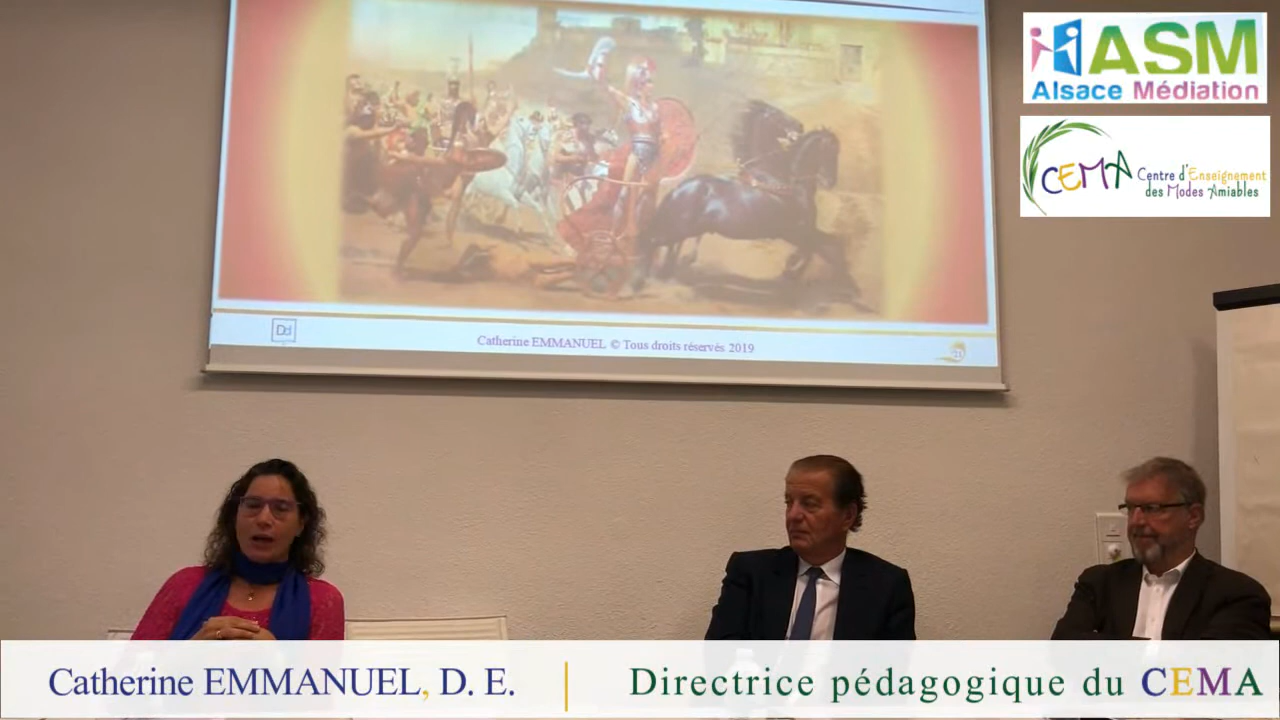 ASM
Alsace Médiation
CEMA Centre d'Enseignement
des Modes Amiables
Dd
Catherine EMMANUEL © Tous droits réservés 2019
Catherine EMMANUEL, D. E. | Directrice pédagogique du CEMA